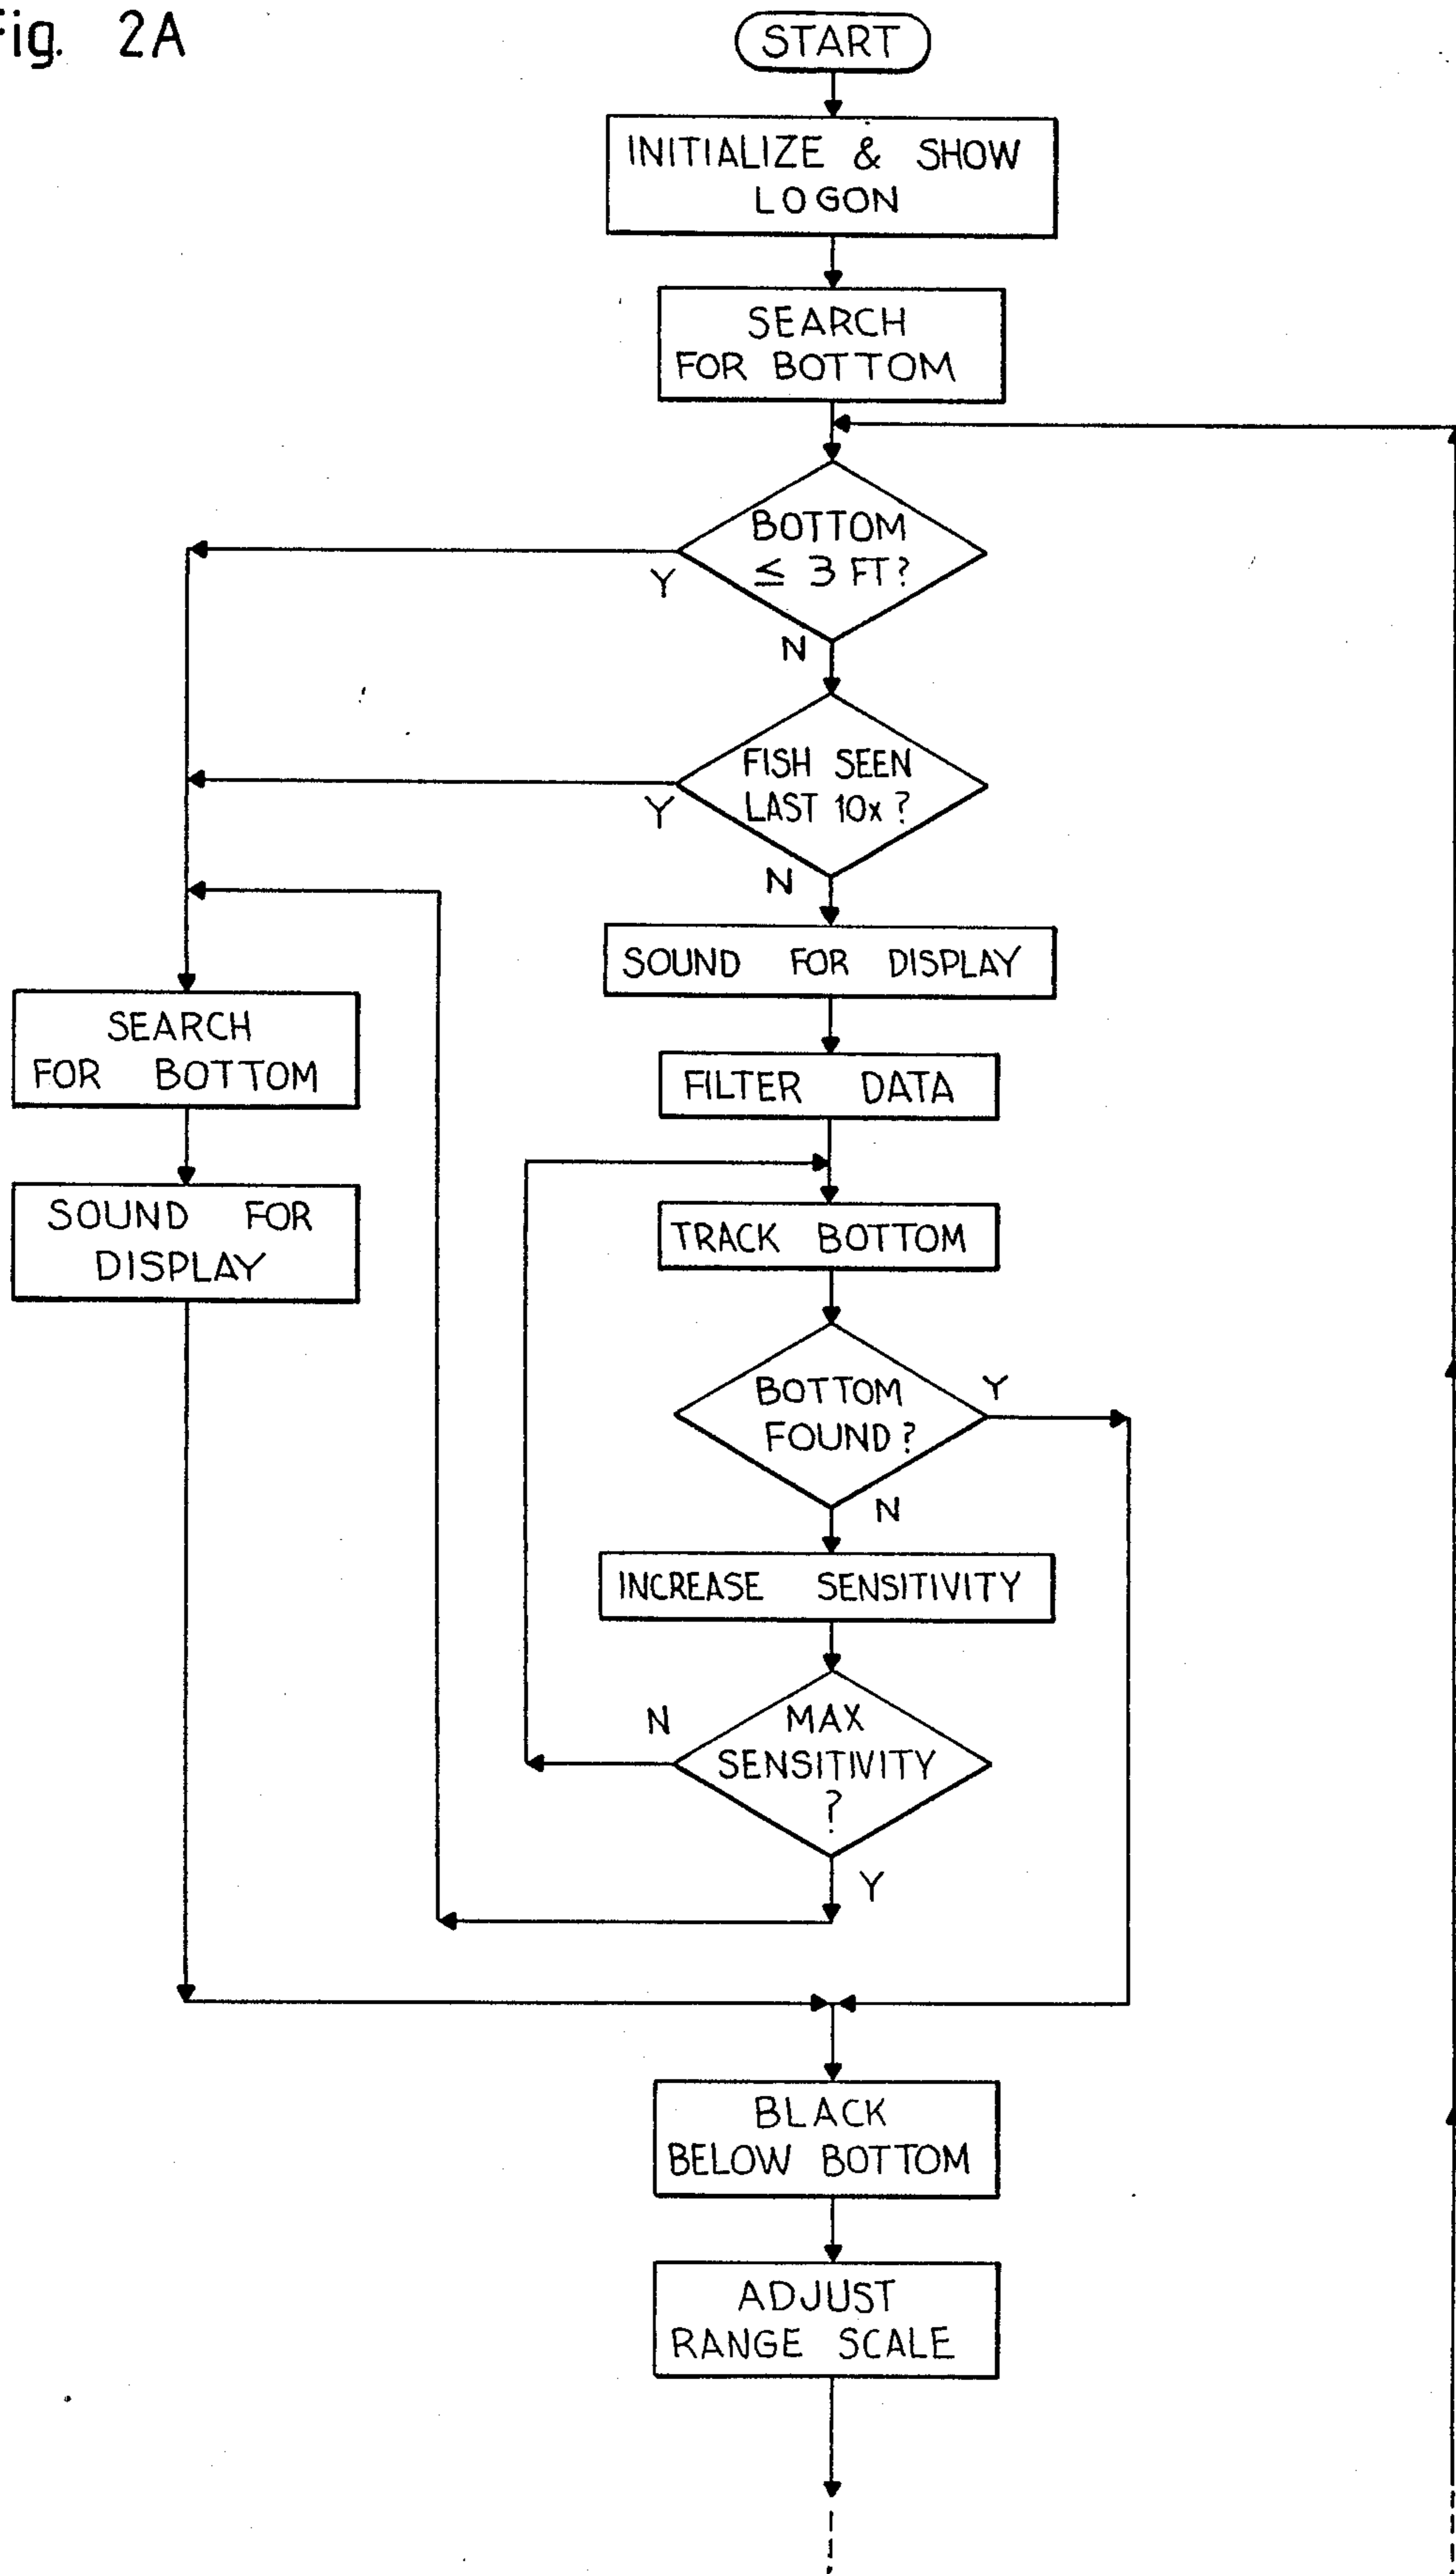 Fig. 2A
START
INITIALIZE & SHOW
LOGON
SEARCH
FOR BOTTOM
BOTTOM
≤ 3 FT?
Y
N
FISH SEEN
LAST 10x?
Y
N
SOUND FOR DISPLAY
SEARCH
FOR BOTTOM
FILTER DATA
SOUND FOR
DISPLAY
TRACK BOTTOM
BOTTOM
FOUND?
Y
N
INCREASE SENSITIVITY
MAX
SENSITIVITY
?
N
Y
BLACK
BELOW BOTTOM
ADJUST
RANGE SCALE